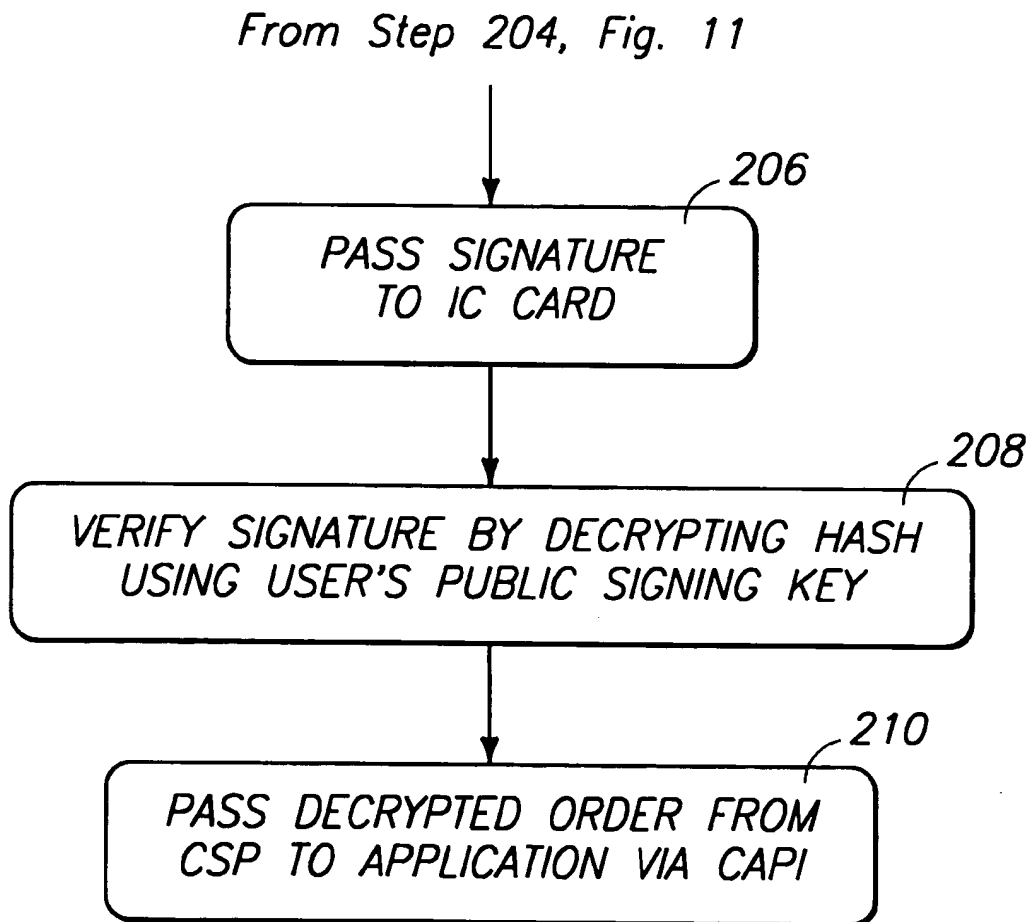 From Step 204, Fig. 11
206
PASS SIGNATURE
TO IC CARD
208
VERIFY SIGNATURE BY DECRYPTING HASH
USING USER'S PUBLIC SIGNING KEY
210
PASS DECRYPTED ORDER FROM
CSP TO APPLICATION VIA CAPI